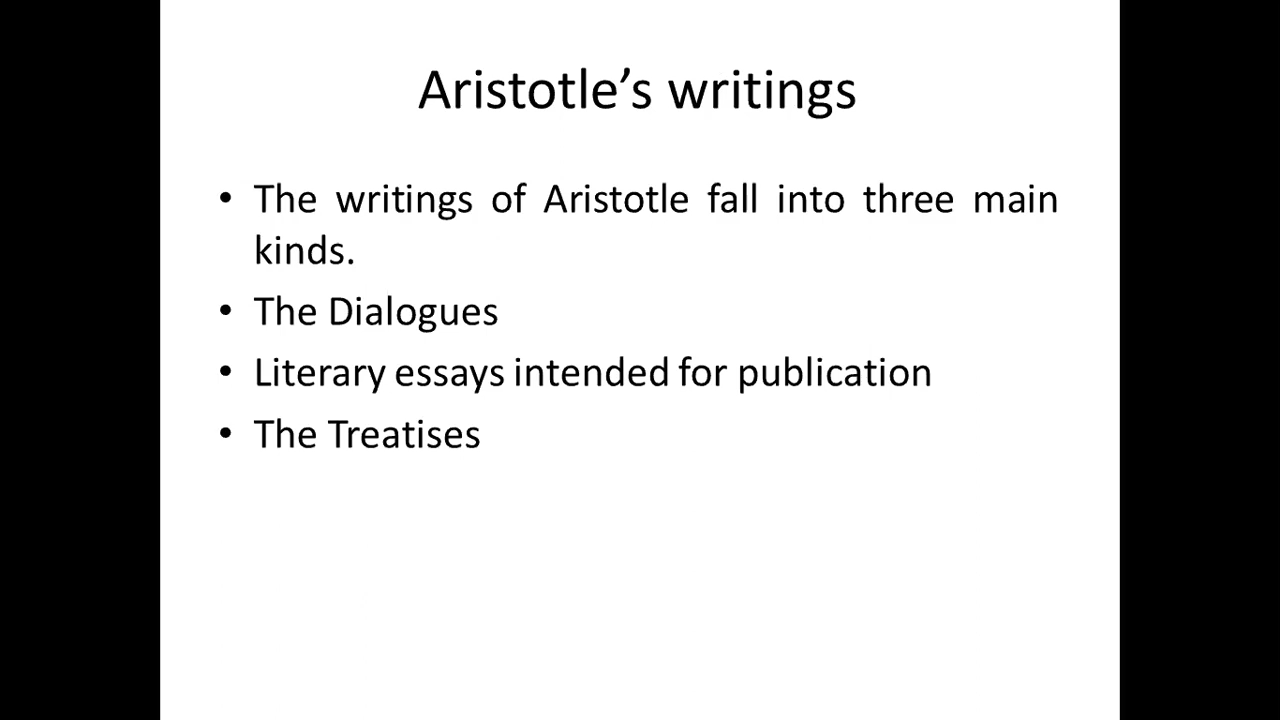 Aristotle’s writings
• The writings of Aristotle fall into three main
kinds.
• The Dialogues
• Literary essays intended for publication
• The Treatises